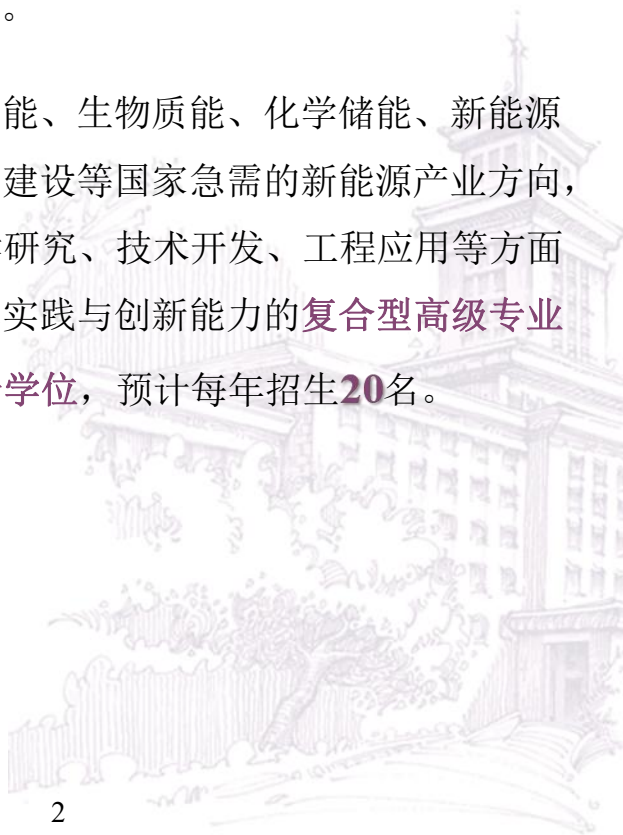 。
能、生物质能、化学储能、新能源
建设等国家急需的新能源产业方向，
研究、技术开发、工程应用等方面
实践与创新能力的复合型高级专业
学位，预计每年招生20名。
2